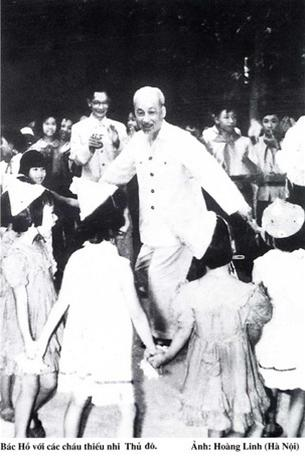 Bác Hồ với các cháu thiếu nhi Thủ đô. Ảnh: Hoàng Linh (Hà Nội)